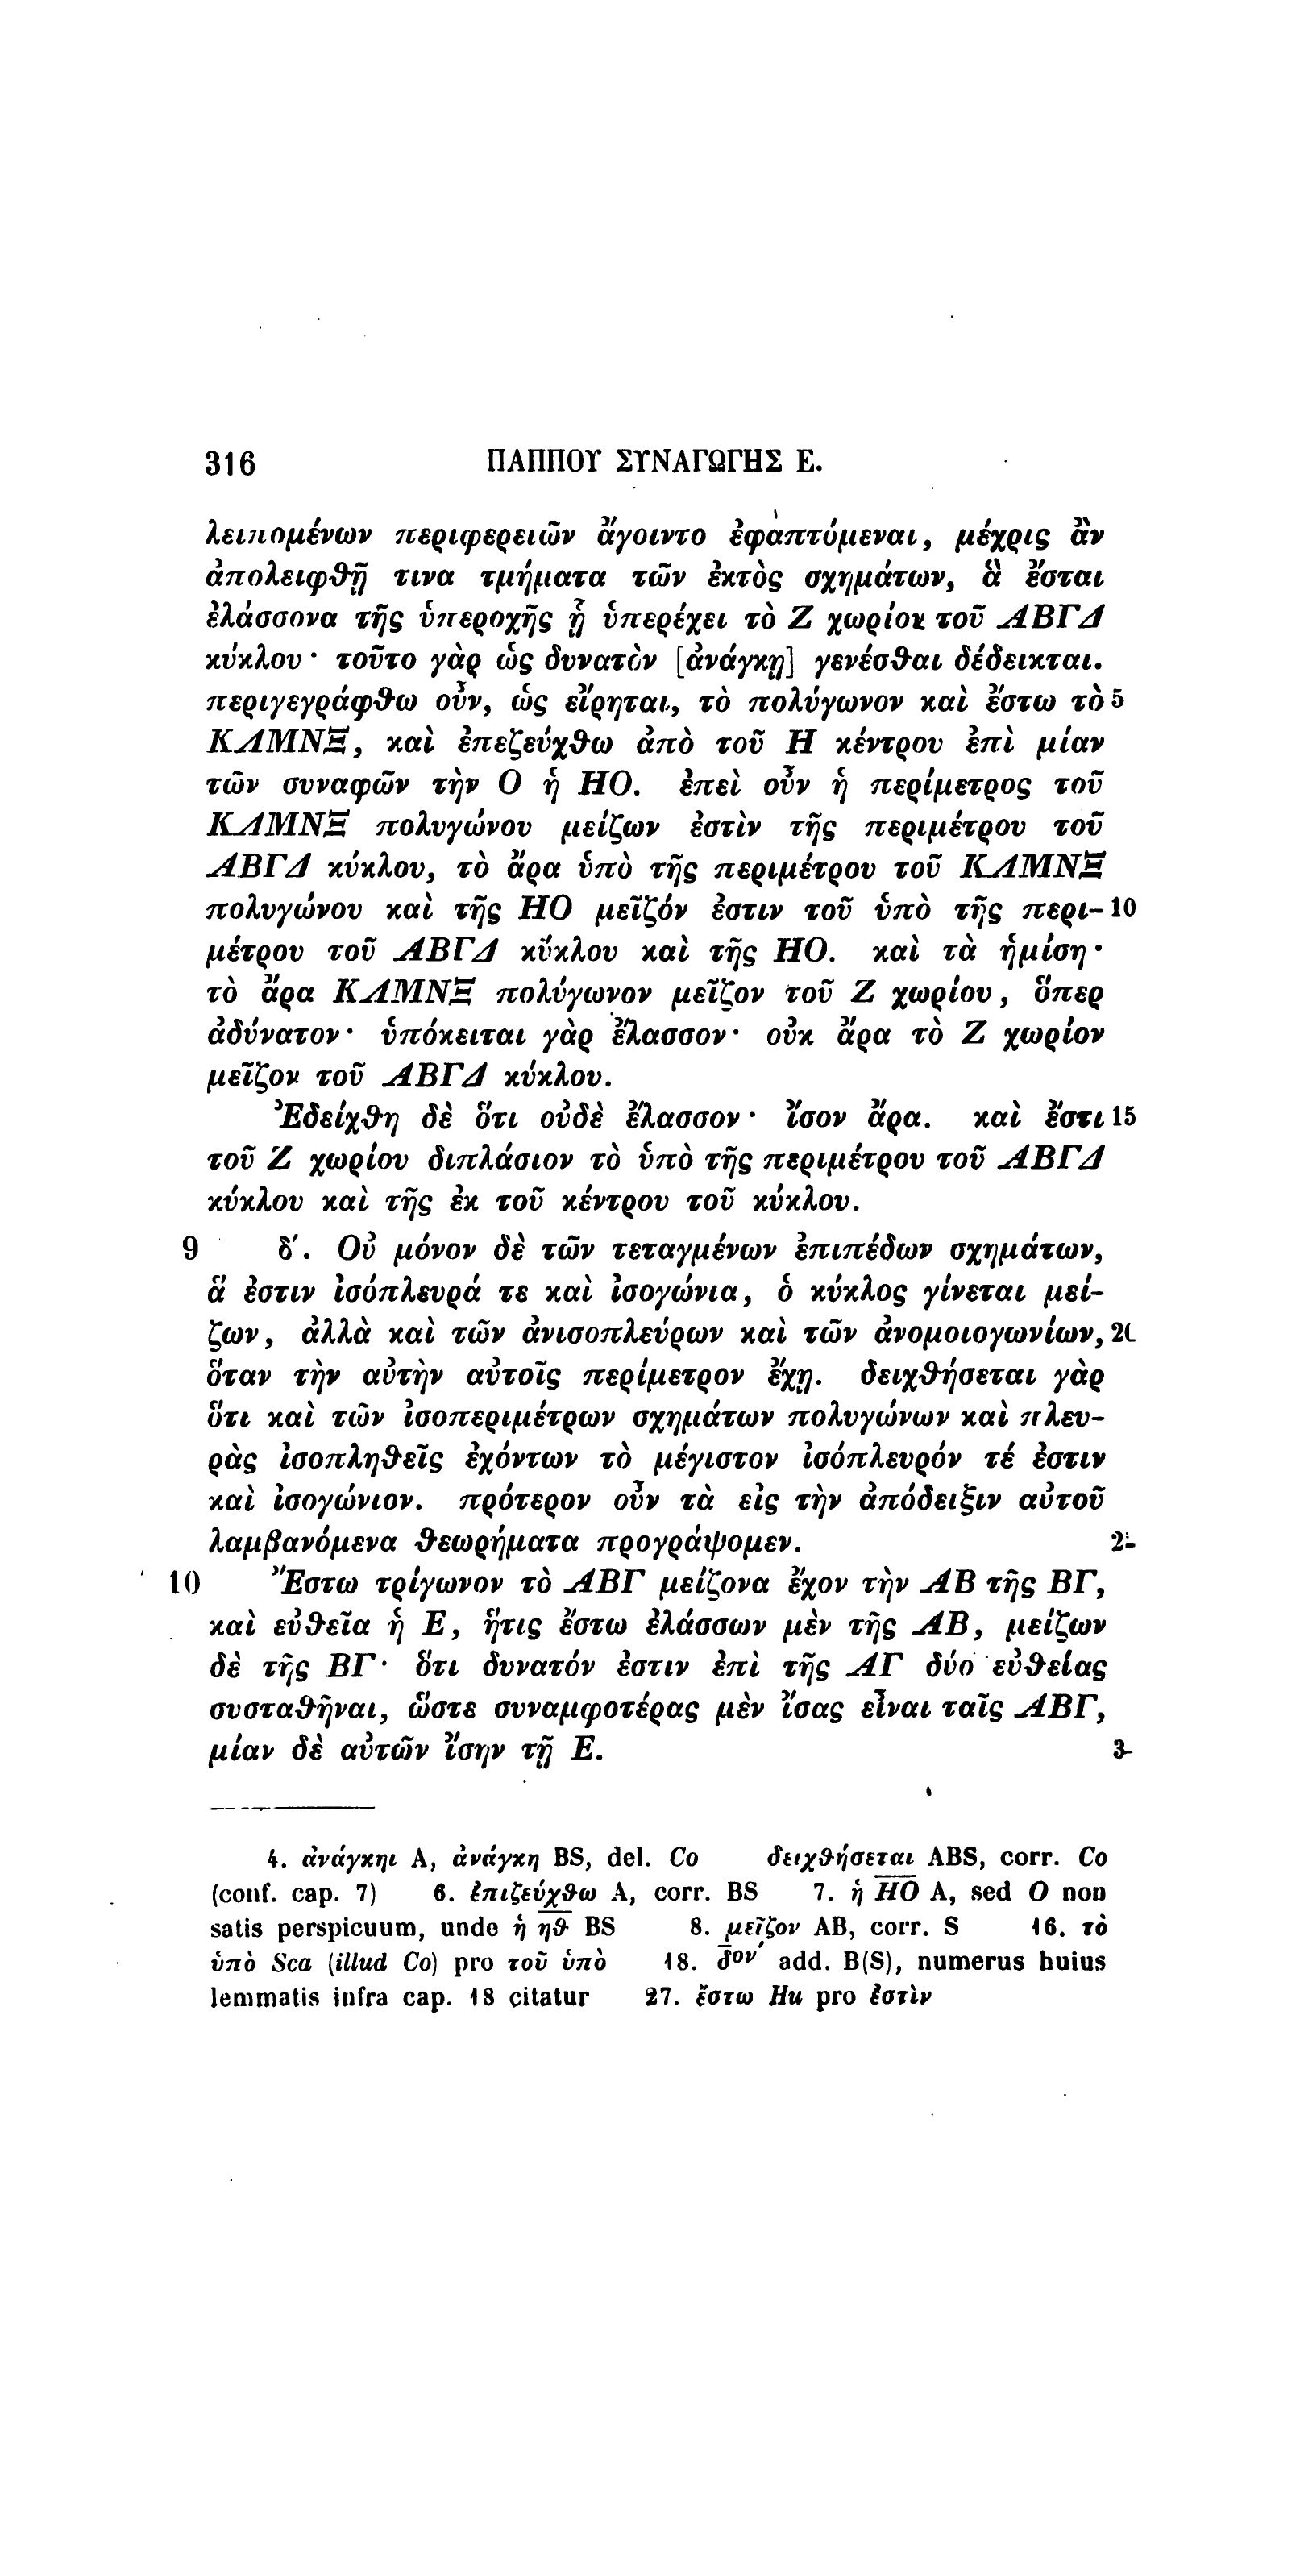 316 ΠΑΠΠΟΥ ΣΥΝΑΓΩΓΗΣ Ε.
λειπομένων περιφερειῶν ἄγοιντο ἐφαπτόμεναι, μέχρις ἂν
ἀπολειφθῇ τινα τμήματα τῶν ἐκτὸς σχημάτων, ἃ ἔσται
ἐλάσσονα τῆς ὑπεροχῆς ᾗ ὑπερέχει τὸ Ζ χωρίον τοῦ ΑΒΓΔ
κύκλου· τοῦτο γὰρ ὡς δυνατὸν [ἀνάγκῃ] γενέσθαι δέδεικται.
περιγεγράφθω οὖν, ὡς εἴρηται, τὸ πολύγωνον καὶ ἔστω τὸ 5
ΚΛΜΝΞ, καὶ ἐπεζεύχθω ἀπὸ τοῦ Η κέντρου ἐπὶ μίαν
τῶν συναφῶν τὴν Ο ἡ ΗΟ. ἐπεὶ οὖν ἡ περίμετρος τοῦ
ΚΛΜΝΞ πολυγώνου μείζων ἐστὶν τῆς περιμέτρου τοῦ
ΑΒΓΔ κύκλου, τὸ ἄρα ὑπὸ τῆς περιμέτρου τοῦ ΚΛΜΝΞ
πολυγώνου καὶ τῆς ΗΟ μεῖζόν ἐστιν τοῦ ὑπὸ τῆς περι- 10
μέτρου τοῦ ΑΒΓΔ κύκλου καὶ τῆς ΗΟ. καὶ τὰ ἡμίση·
τὸ ἄρα ΚΛΜΝΞ πολύγωνον μεῖζον τοῦ Ζ χωρίου, ὅπερ
ἀδύνατον· ὑπόκειται γὰρ ἔλασσον· οὐκ ἄρα τὸ Ζ χωρίον
μεῖζον τοῦ ΑΒΓΔ κύκλου.
Ἐδείχθη δὲ ὅτι οὐδὲ ἔλασσον· ἴσον ἄρα. καὶ ἔστι 15
τοῦ Ζ χωρίου διπλάσιον τὸ ὑπὸ τῆς περιμέτρου τοῦ ΑΒΓΔ
κύκλου καὶ τῆς ἐκ τοῦ κέντρου τοῦ κύκλου.
9 δ΄. Οὐ μόνον δὲ τῶν τεταγμένων ἐπιπέδων σχημάτων,
ἅ ἐστιν ἰσόπλευρά τε καὶ ἰσογώνια, ὁ κύκλος γίνεται μεί-
ζων, ἀλλὰ καὶ τῶν ἀνισοπλεύρων καὶ τῶν ἀνομοιογωνίων,
ὅταν τὴν αὐτὴν αὐτοῖς περίμετρον ἔχῃ. δειχθήσεται γὰρ
ὅτι καὶ τῶν ἰσοπεριμέτρων σχημάτων πολυγώνων καὶ πλευ-
ρὰς ἰσοπληθεῖς ἐχόντων τὸ μέγιστον ἰσόπλευρόν τέ ἐστιν
καὶ ἰσογώνιον. πρότερον οὖν τὰ εἰς τὴν ἀπόδειξιν αὐτοῦ
λαμβανόμενα θεωρήματα προγράψομεν.
10 Ἔστω τρίγωνον τὸ ΑΒΓ μείζονα ἔχον τὴν ΑΒ τῆς ΒΓ,
καὶ εὐθεῖα ἡ Ε, ἥτις ἔστω ἐλάσσων μὲν τῆς ΑΒ, μείζων
δὲ τῆς ΒΓ· ὅτι δυνατόν ἐστιν ἐπὶ τῆς ΑΓ δύο εὐθείας
συσταθῆναι, ὥστε συναμφοτέρας μὲν ἴσας εἶναι ταῖς ΑΒΓ,
μίαν δὲ αὐτῶν ἴσην τῇ Ε.
4. ἀνάγκηι A, ἀνάγκη BS, del. Co δειχθήσεται ABS, corr. Co
(conf. cap. 7) 6. ἐπιζεύχθω A, corr. BS 7. ἡ ΗΟ A, sed O non
satis perspicuum, unde ἡ ηθ BS 8. μεῖζον AB, corr. S 16. τὸ
ὑπὸ Sca (illud Co) pro τοῦ ὑπὸ 18. δον΄ add. B(S), numerus huius
lemmatis infra cap. 18 citatur 27. ἔστω Hu pro ἐστὶν